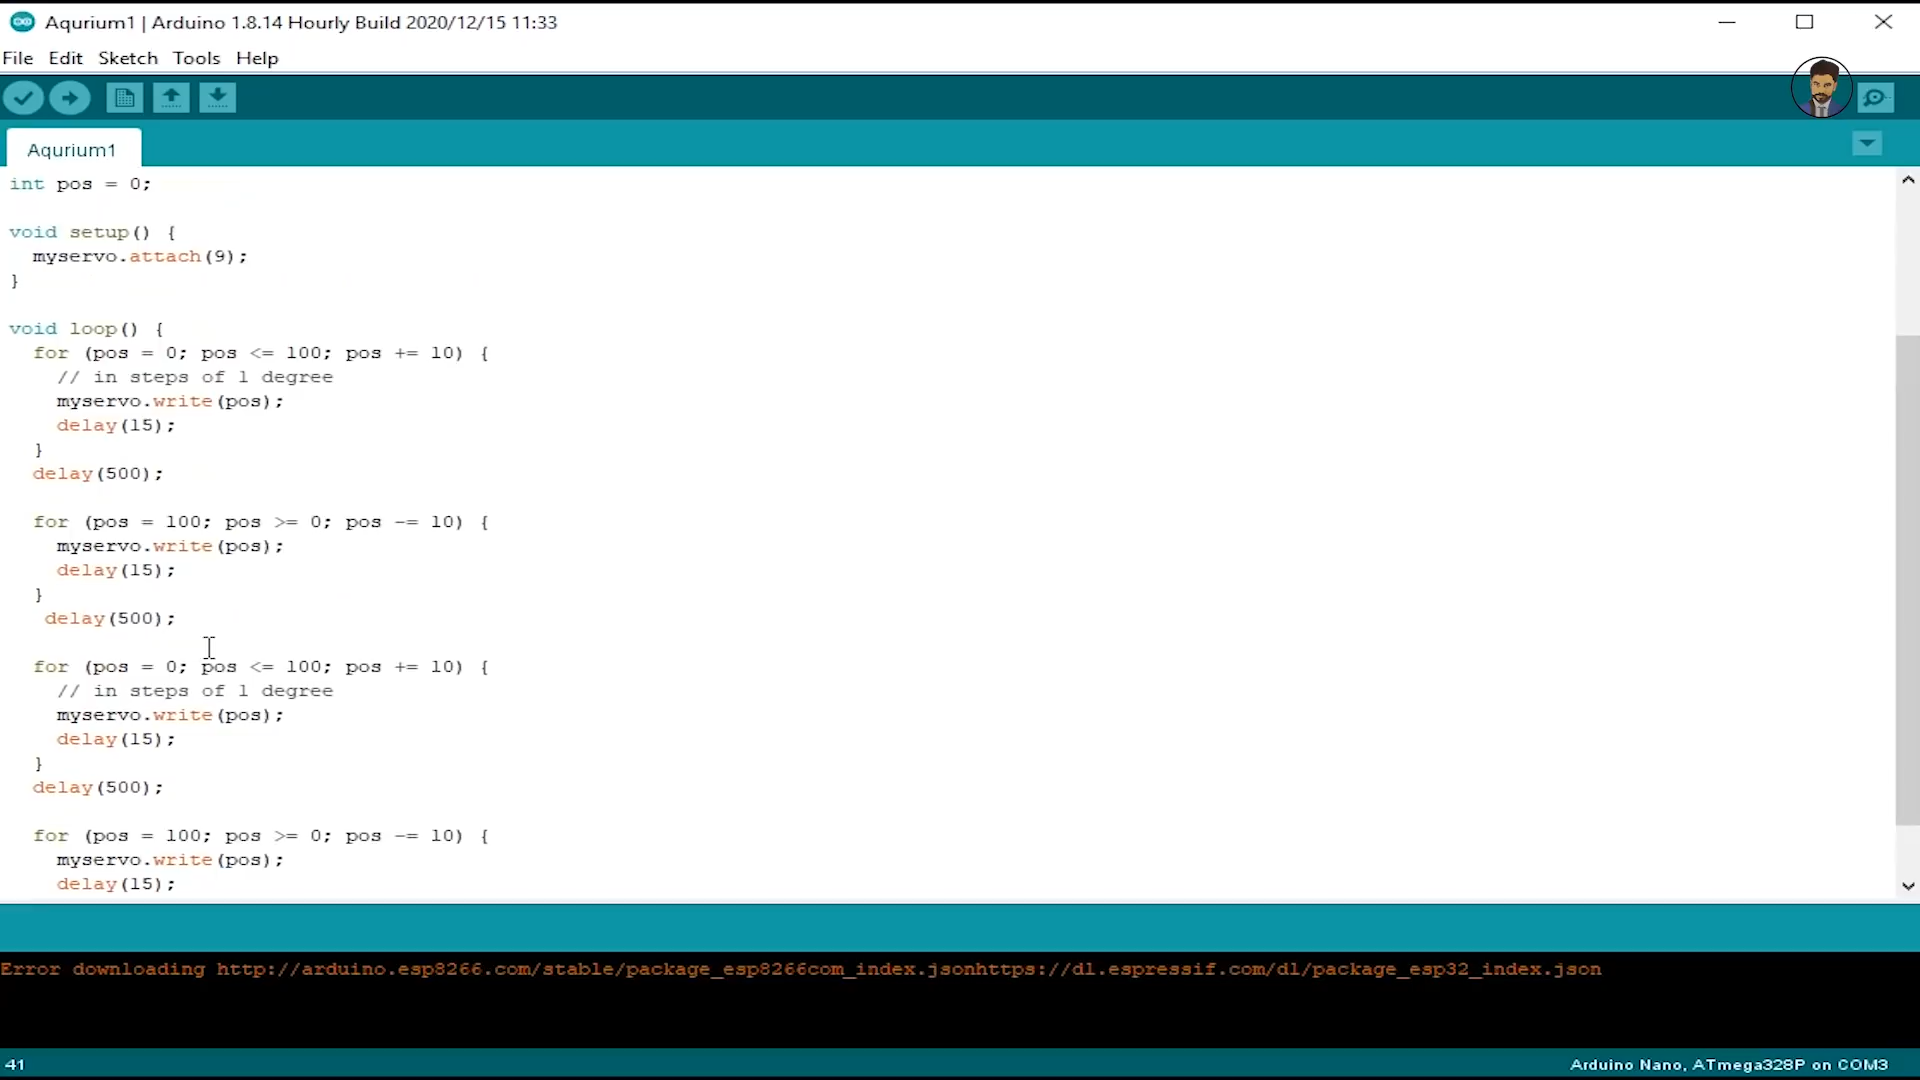 Aqurium1 | Arduino 1.8.14 Hourly Build 2020/12/15 11:33
File Edit Sketch Tools Help
Aqurium1
int pos = 0;
void setup() {
myservo.attach(9);
}
void loop() {
for (pos = 0; pos <= 100; pos += 10) {
// in steps of 1 degree
myservo.write(pos);
delay(15);
}
delay(500);
for (pos = 100; pos >= 0; pos -= 10) {
myservo.write(pos);
delay(15);
}
delay(500);
for (pos = 0; pos <= 100; pos += 10) {
// in steps of 1 degree
myservo.write(pos);
delay(15);
}
delay(500);
for (pos = 100; pos >= 0; pos -= 10) {
myservo.write(pos);
delay(15);
Error downloading http://arduino.esp8266.com/stable/package_esp8266com_index.jsonhttps://dl.espressif.com/dl/package_esp32_index.json
41
Arduino Nano, ATmega328P on COM3